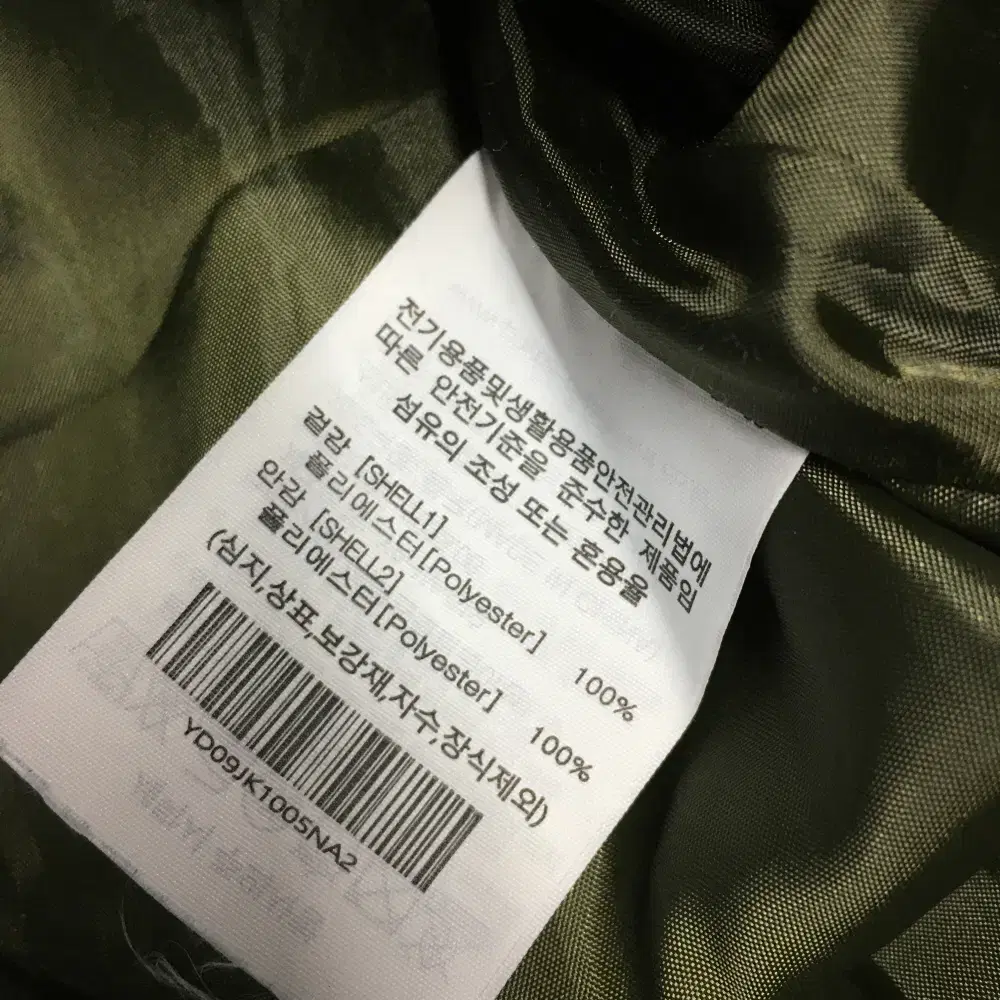 전기용품및생활용품안전관리법에
따른 안전기준을 준수한 제품임
섬유의 조성 또는 혼용율
겉감 [SHELL1]
폴리에스터[Polyester] 100%
안감 [SHELL2]
폴리에스터[Polyester] 100%
(심지,상표,보강재,자수,장식제외)
YD09JK1005NA2